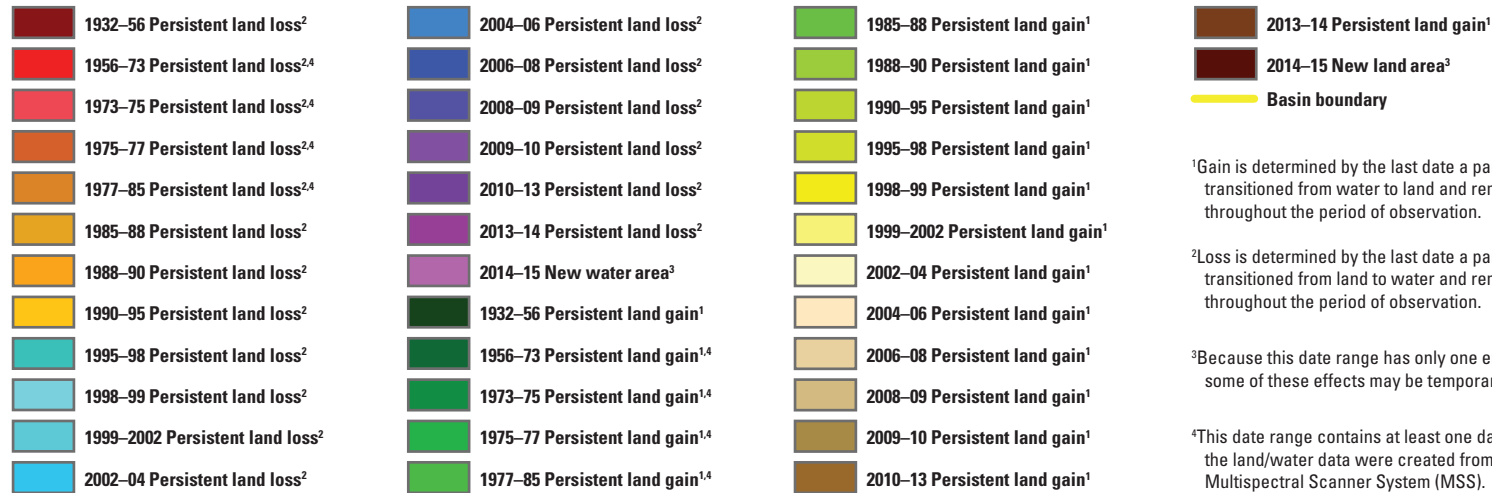 1932–56 Persistent land loss²
1956–73 Persistent land loss²,⁴
1973–75 Persistent land loss²,⁴
1975–77 Persistent land loss²,⁴
1977–85 Persistent land loss²,⁴
1985–88 Persistent land loss²
1988–90 Persistent land loss²
1990–95 Persistent land loss²
1995–98 Persistent land loss²
1998–99 Persistent land loss²
1999–2002 Persistent land loss²
2002–04 Persistent land loss²
2004–06 Persistent land loss²
2006–08 Persistent land loss²
2008–09 Persistent land loss²
2009–10 Persistent land loss²
2010–13 Persistent land loss²
2013–14 Persistent land loss²
2014–15 New water area³
1932–56 Persistent land gain¹
1956–73 Persistent land gain¹,⁴
1973–75 Persistent land gain¹,⁴
1975–77 Persistent land gain¹,⁴
1977–85 Persistent land gain¹,⁴
1985–88 Persistent land gain¹
1988–90 Persistent land gain¹
1990–95 Persistent land gain¹
1995–98 Persistent land gain¹
1998–99 Persistent land gain¹
1999–2002 Persistent land gain¹
2002–04 Persistent land gain¹
2004–06 Persistent land gain¹
2006–08 Persistent land gain¹
2008–09 Persistent land gain¹
2009–10 Persistent land gain¹
2010–13 Persistent land gain¹
2013–14 Persistent land gain¹
2014–15 New land area³
Basin boundary
¹Gain is determined by the last date a
transitioned from water to land and
throughout the period of observation.
²Loss is determined by the last date a
transitioned from land to water and
throughout the period of observation.
³Because this date range has only one
some of these effects may be
⁴This date range contains at least one
the land/water data were created from
Multispectral Scanner System (MSS).